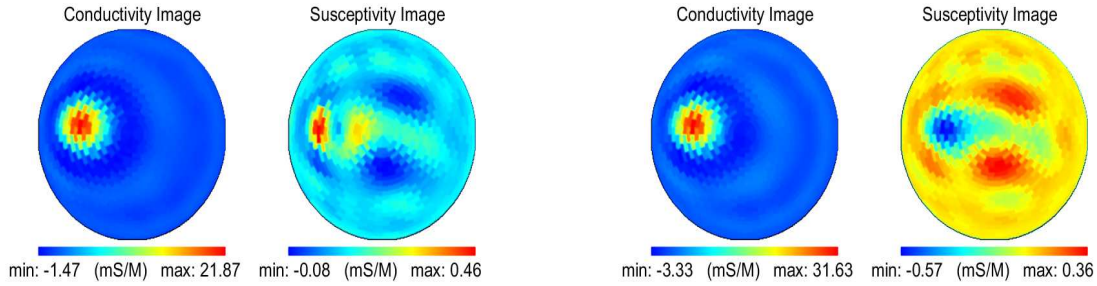 Conductivity Image Susceptivity Image Conductivity Image Susceptivity Image
min: -1.47 (mS/M) max: 21.87 min: -0.08 (mS/M) max: 0.46 min: -3.33 (mS/M) max: 31.63 min: -0.57 (mS/M) max: 0.36